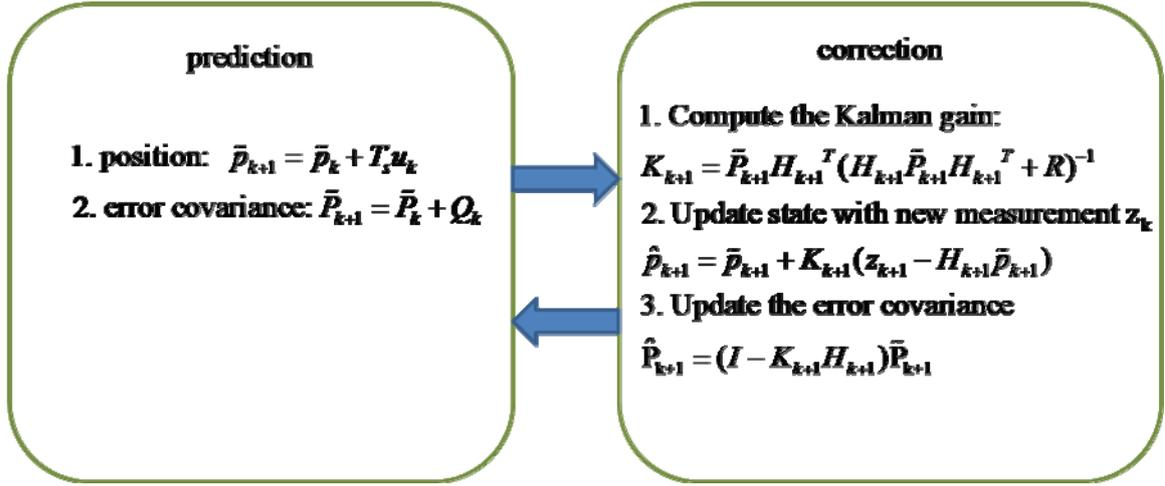 prediction
1. position: p̄ₖ₊₁ = p̄ₖ + Tₛuₖ
2. error covariance: P̄ₖ₊₁ = P̄ₖ + Qₖ
correction
1. Compute the Kalman gain:
Kₖ₊₁ = P̄ₖ₊₁Hₖ₊₁ᵀ(Hₖ₊₁P̄ₖ₊₁Hₖ₊₁ᵀ + R)⁻¹
2. Update state with new measurement zₖ
p̂ₖ₊₁ = p̄ₖ₊₁ + Kₖ₊₁(zₖ₊₁ − Hₖ₊₁p̄ₖ₊₁)
3. Update the error covariance
P̂ₖ₊₁ = (I − Kₖ₊₁Hₖ₊₁)P̄ₖ₊₁